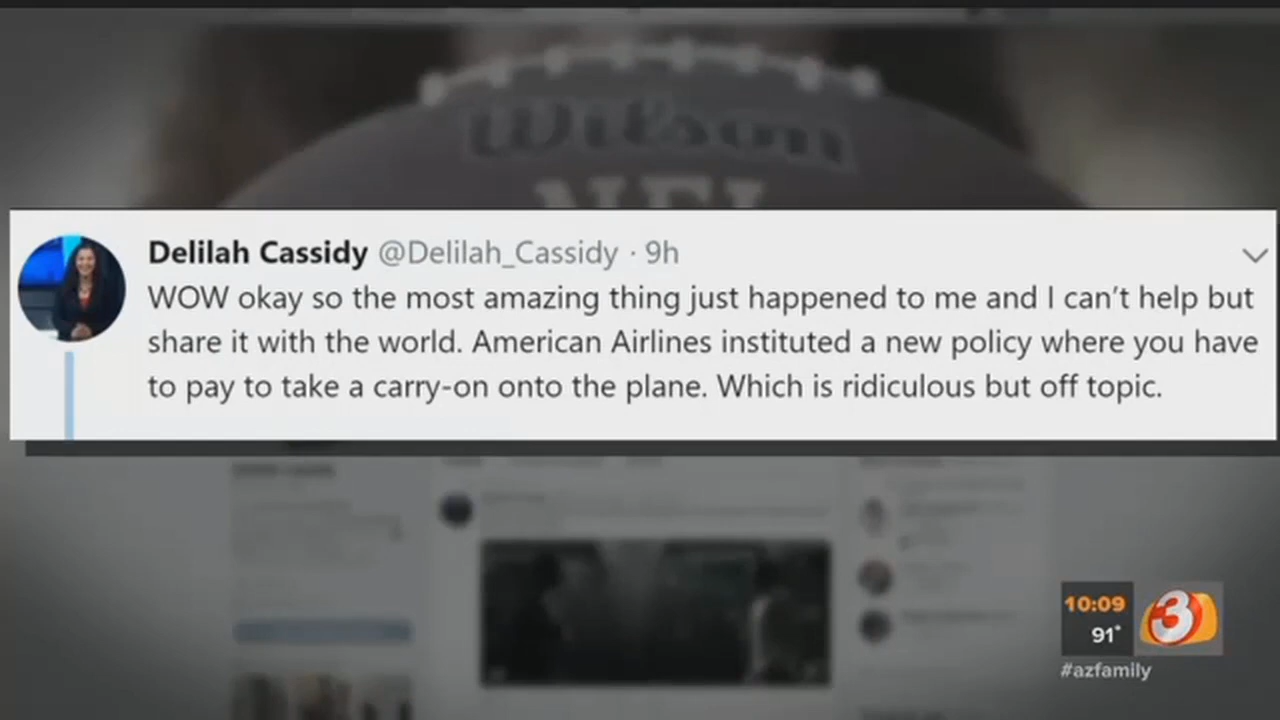 Wilson
NFL
Delilah Cassidy @Delilah_Cassidy · 9h
WOW okay so the most amazing thing just happened to me and I can't help but
share it with the world. American Airlines instituted a new policy where you have
to pay to take a carry-on onto the plane. Which is ridiculous but off topic.
10:09
91°
3
#azfamily